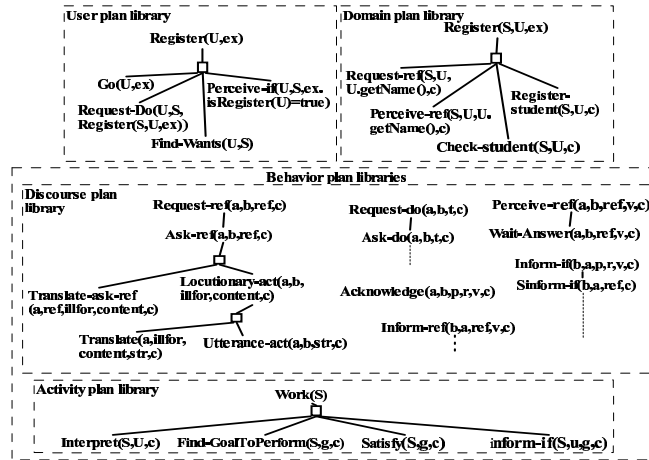 User plan library
Register(U,ex)
Go(U,ex)
Request-Do(U,S,
Register(S,U,ex))
Perceive-if(U,S,ex.
isRegister(U)=true)
Find-Wants(U,S)
Domain plan library
Register(S,U,ex)
Request-ref(S,U,
U.getName(),c)
Perceive-ref(S,U,U.
getName(),c)
Register-
student(S,U,c)
Check-student(S,U,c)
Behavior plan libraries
Discourse plan
library
Request-ref(a,b,ref,c)
Ask-ref(a,b,ref,c)
Translate-ask-ref
(a,ref,illfor,content,c)
Locutionary-act(a,b,
illfor,content,c)
Translate(a,illfor,
content,str,c)
Utterance-act(a,b,str,c)
Request-do(a,b,t,c)
Ask-do(a,b,t,c)
Acknowledge(a,b,p,r,v,c)
Inform-ref(b,a,ref,v,c)
Perceive-ref(a,b,ref,v,c)
Wait-Answer(a,b,ref,v,c)
Inform-if(b,a,p,r,v,c)
Sinform-if(b,a,ref,c)
Activity plan library
Work(S)
Interpret(S,U,c)
Find-GoalToPerform(S,g,c)
Satisfy(S,g,c)
inform-if(S,u,g,c)